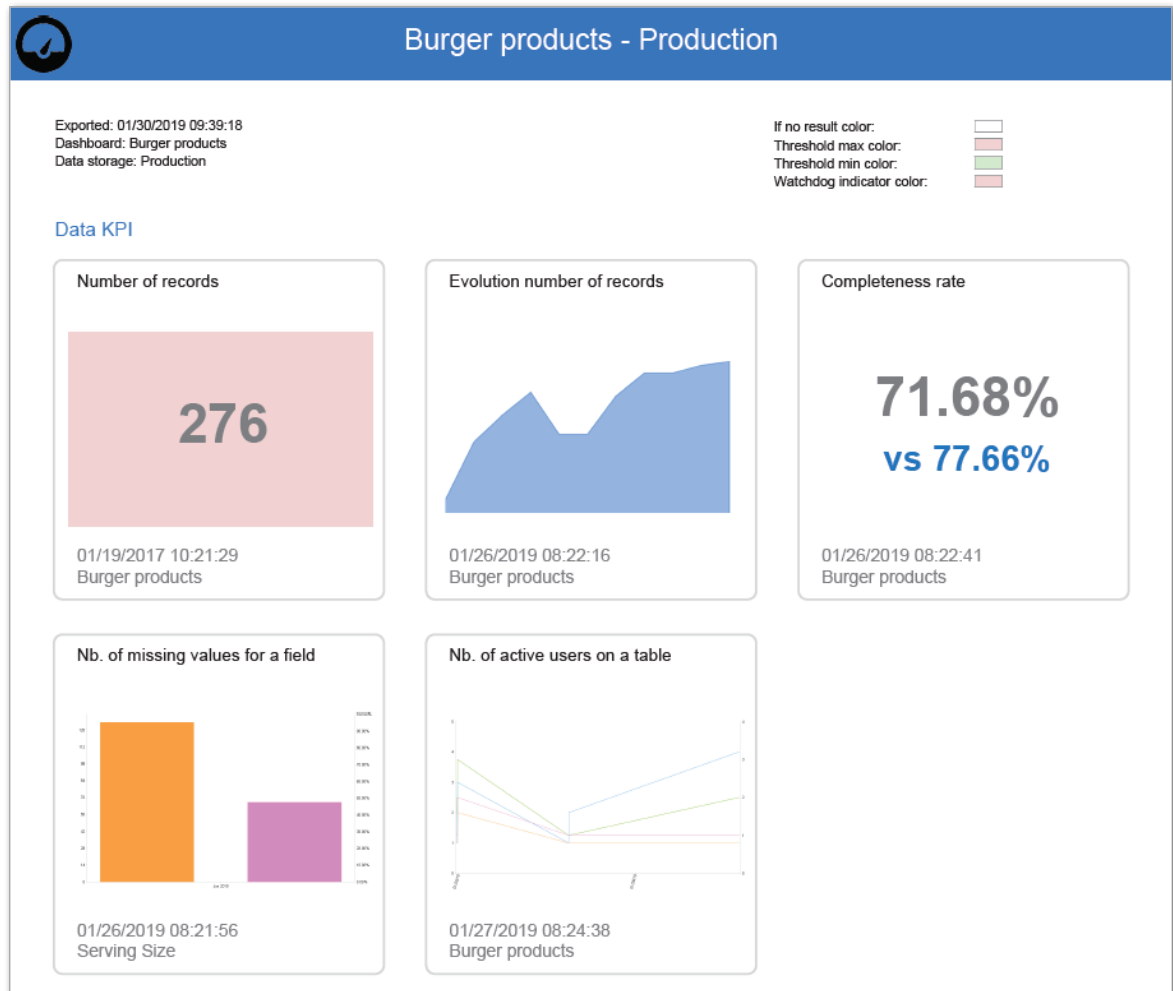 Burger products - Production
Exported: 01/30/2019 09:39:18
Dashboard: Burger products
Data storage: Production
If no result color:
Threshold max color:
Threshold min color:
Watchdog indicator color:
Data KPI
Number of records
276
01/19/2017 10:21:29
Burger products
Evolution number of records
01/26/2019 08:22:16
Burger products
Completeness rate
71.68%
vs 77.66%
01/26/2019 08:22:41
Burger products
Nb. of missing values for a field
01/26/2019 08:21:56
Serving Size
Nb. of active users on a table
01/27/2019 08:24:38
Burger products